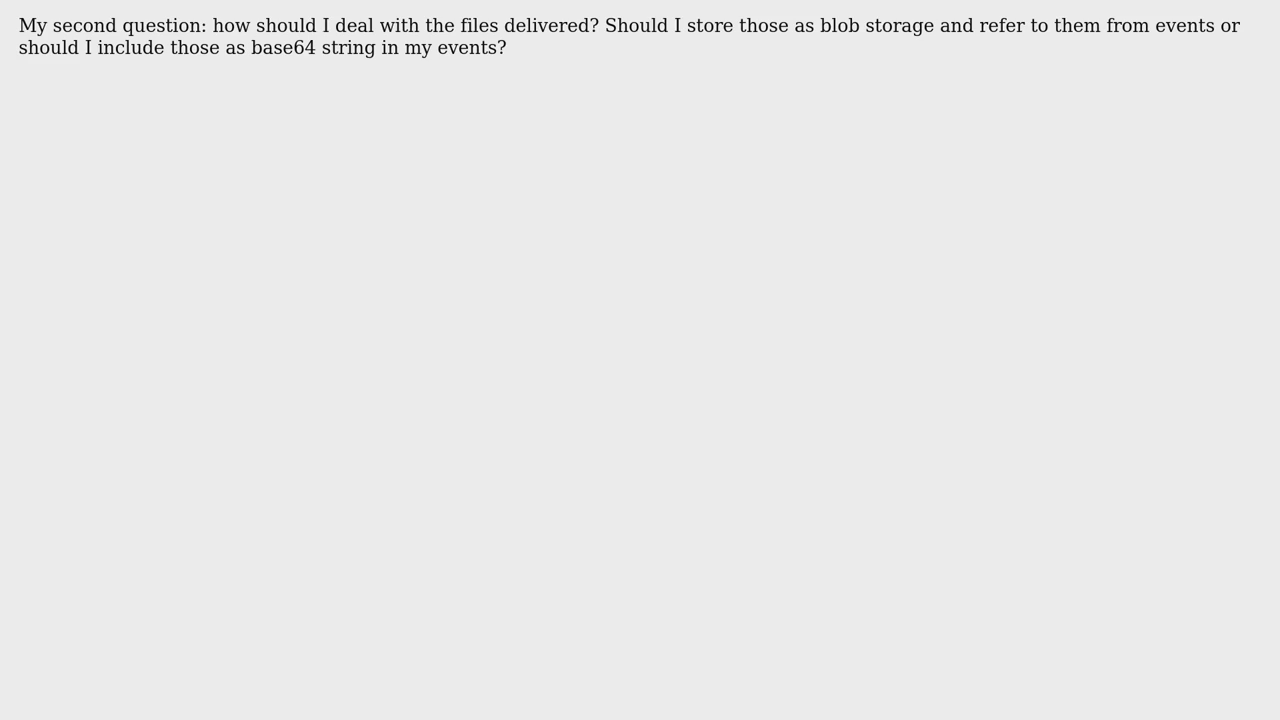 My second question: how should I deal with the files delivered? Should I store those as blob storage and refer to them from events or
should I include those as base64 string in my events?